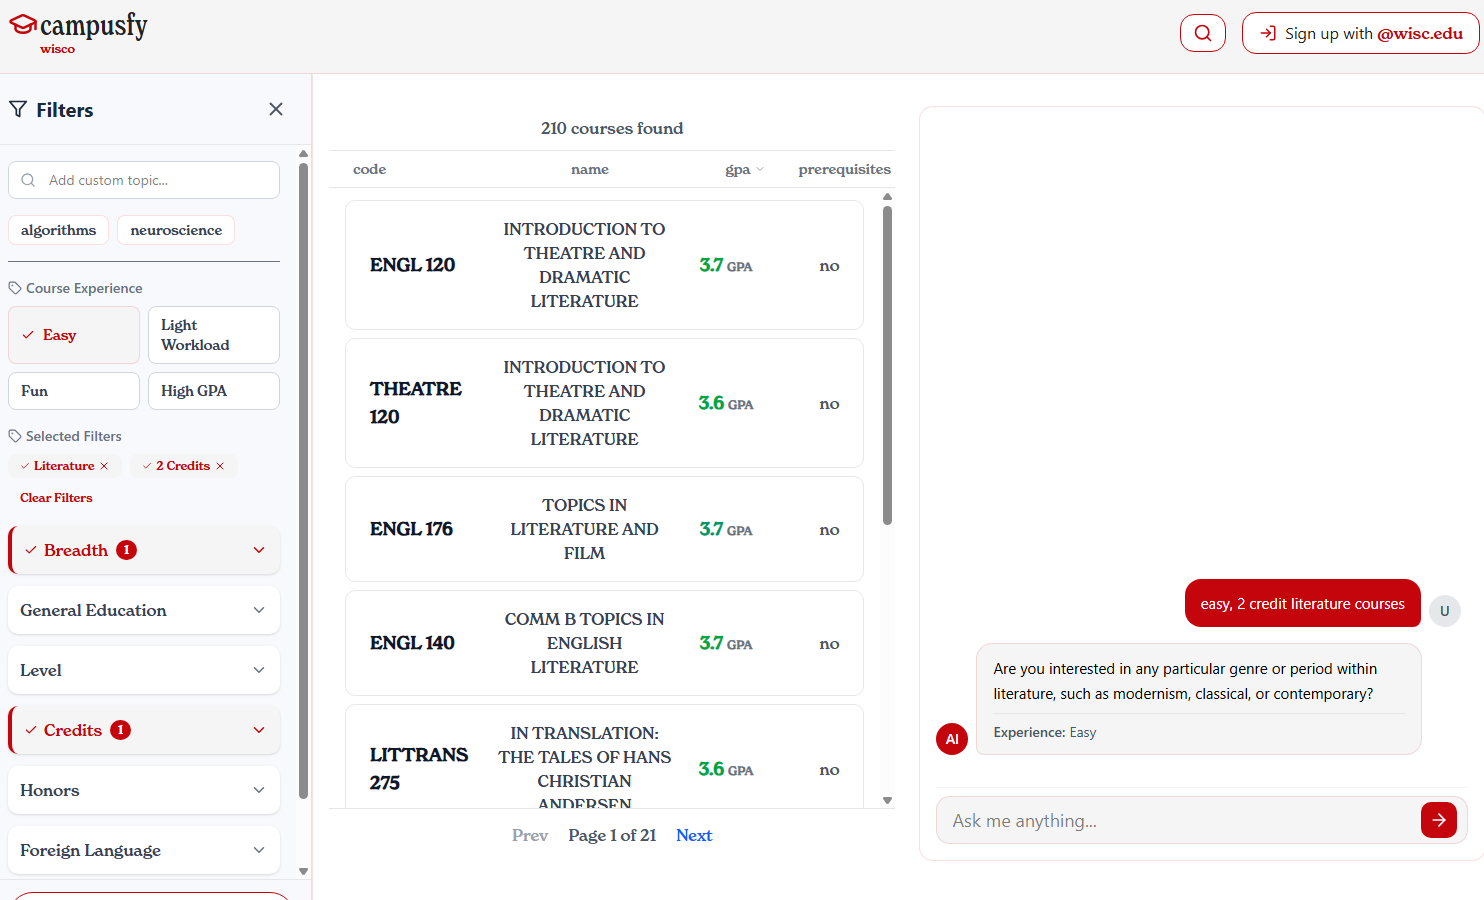 campusfy
wisco
Sign up with @wisc.edu
Filters
Add custom topic...
algorithms
neuroscience
Course Experience
Easy
Light
Workload
Fun
High GPA
Selected Filters
Literature
2 Credits
Clear Filters
Breadth 1
General Education
Level
Credits 1
Honors
Foreign Language
210 courses found
code name gpa prerequisites
ENGL 120
INTRODUCTION TO
THEATRE AND
DRAMATIC
LITERATURE
3.7 GPA
no
THEATRE
120
INTRODUCTION TO
THEATRE AND
DRAMATIC
LITERATURE
3.6 GPA
no
ENGL 176
TOPICS IN
LITERATURE AND
FILM
3.7 GPA
no
ENGL 140
COMM B TOPICS IN
ENGLISH
LITERATURE
3.7 GPA
no
LITTRANS
275
IN TRANSLATION:
THE TALES OF HANS
CHRISTIAN
ANDERSEN
3.6 GPA
no
Prev Page 1 of 21 Next
easy, 2 credit literature courses
U
Are you interested in any particular genre or period within
literature, such as modernism, classical, or contemporary?
Experience: Easy
AI
Ask me anything...